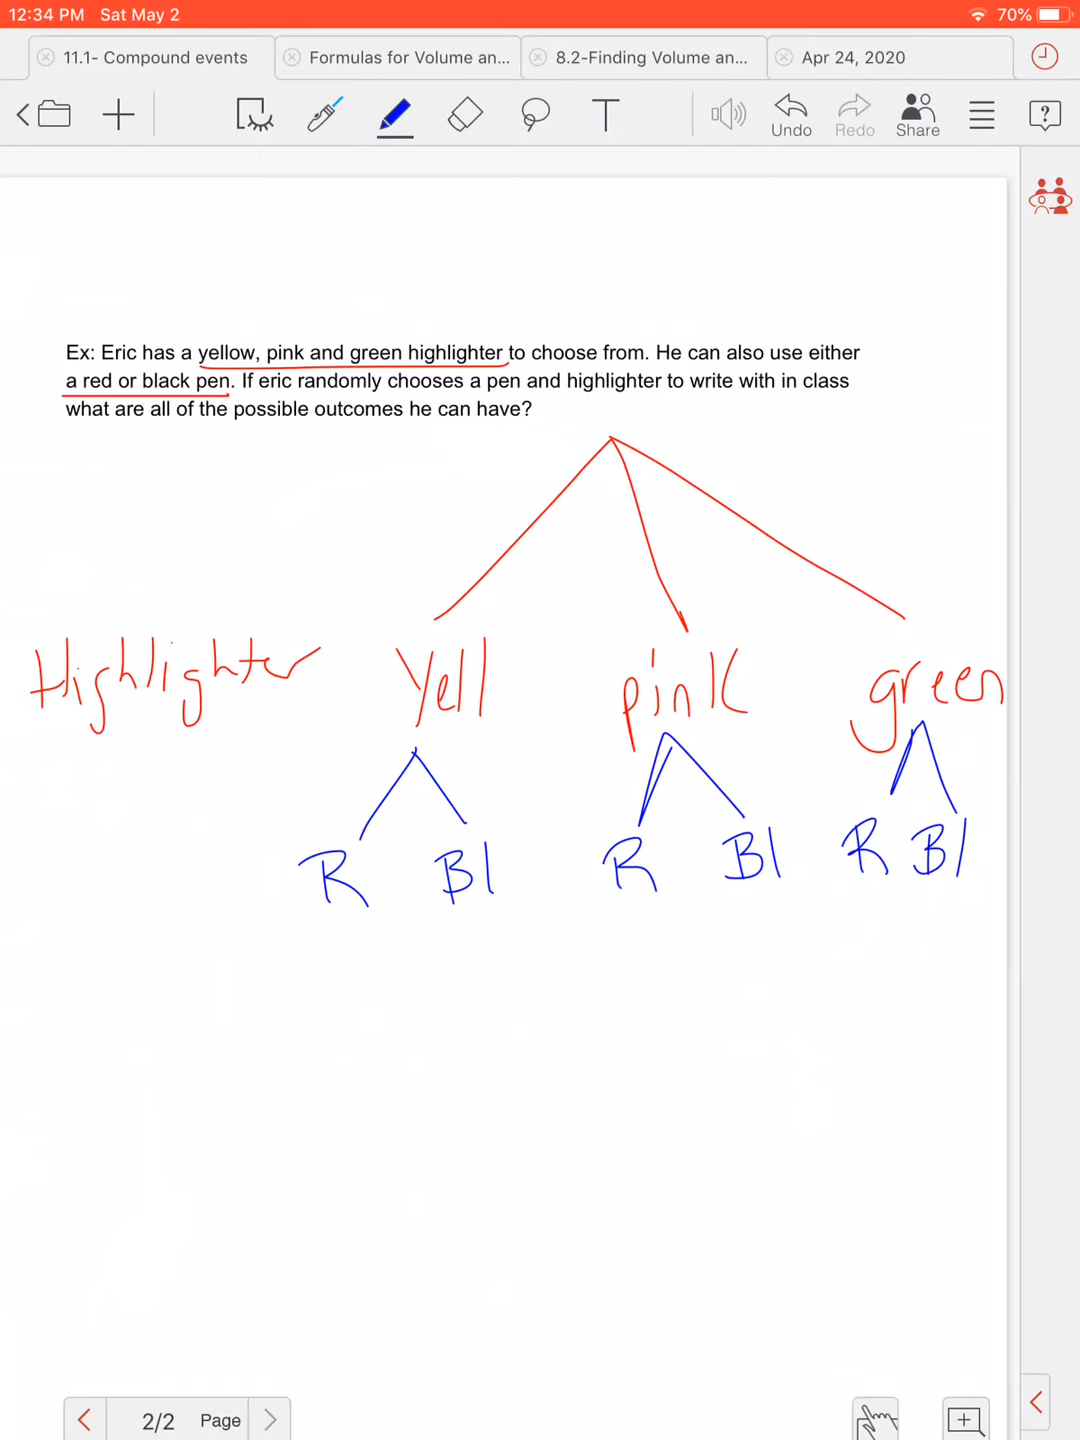 12:34 PM Sat May 2 70%
11.1- Compound events Formulas for Volume an... 8.2-Finding Volume an... Apr 24, 2020
T Undo Redo Share ?
Ex: Eric has a yellow, pink and green highlighter to choose from. He can also use either
a red or black pen. If eric randomly chooses a pen and highlighter to write with in class
what are all of the possible outcomes he can have?
Highlighter Yell pink green
R Bl R Bl R Bl
2/2 Page